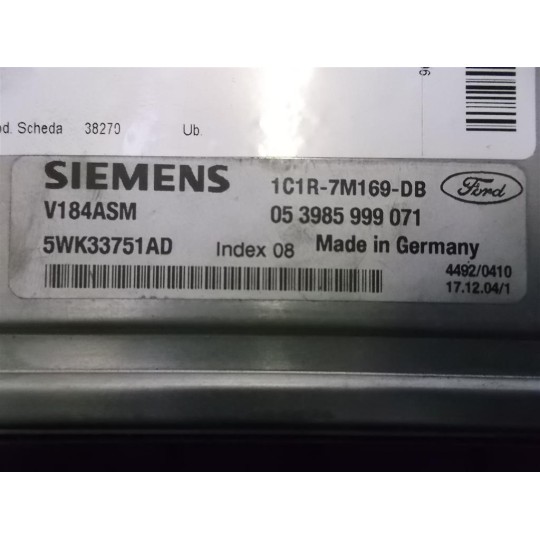 od. Scheda 38270 Ub.
SIEMENS 1C1R-7M169-DB Ford
V184ASM 05 3985 999 071
5WK33751AD Index 08 Made in Germany
4492/0410
17.12.04/1